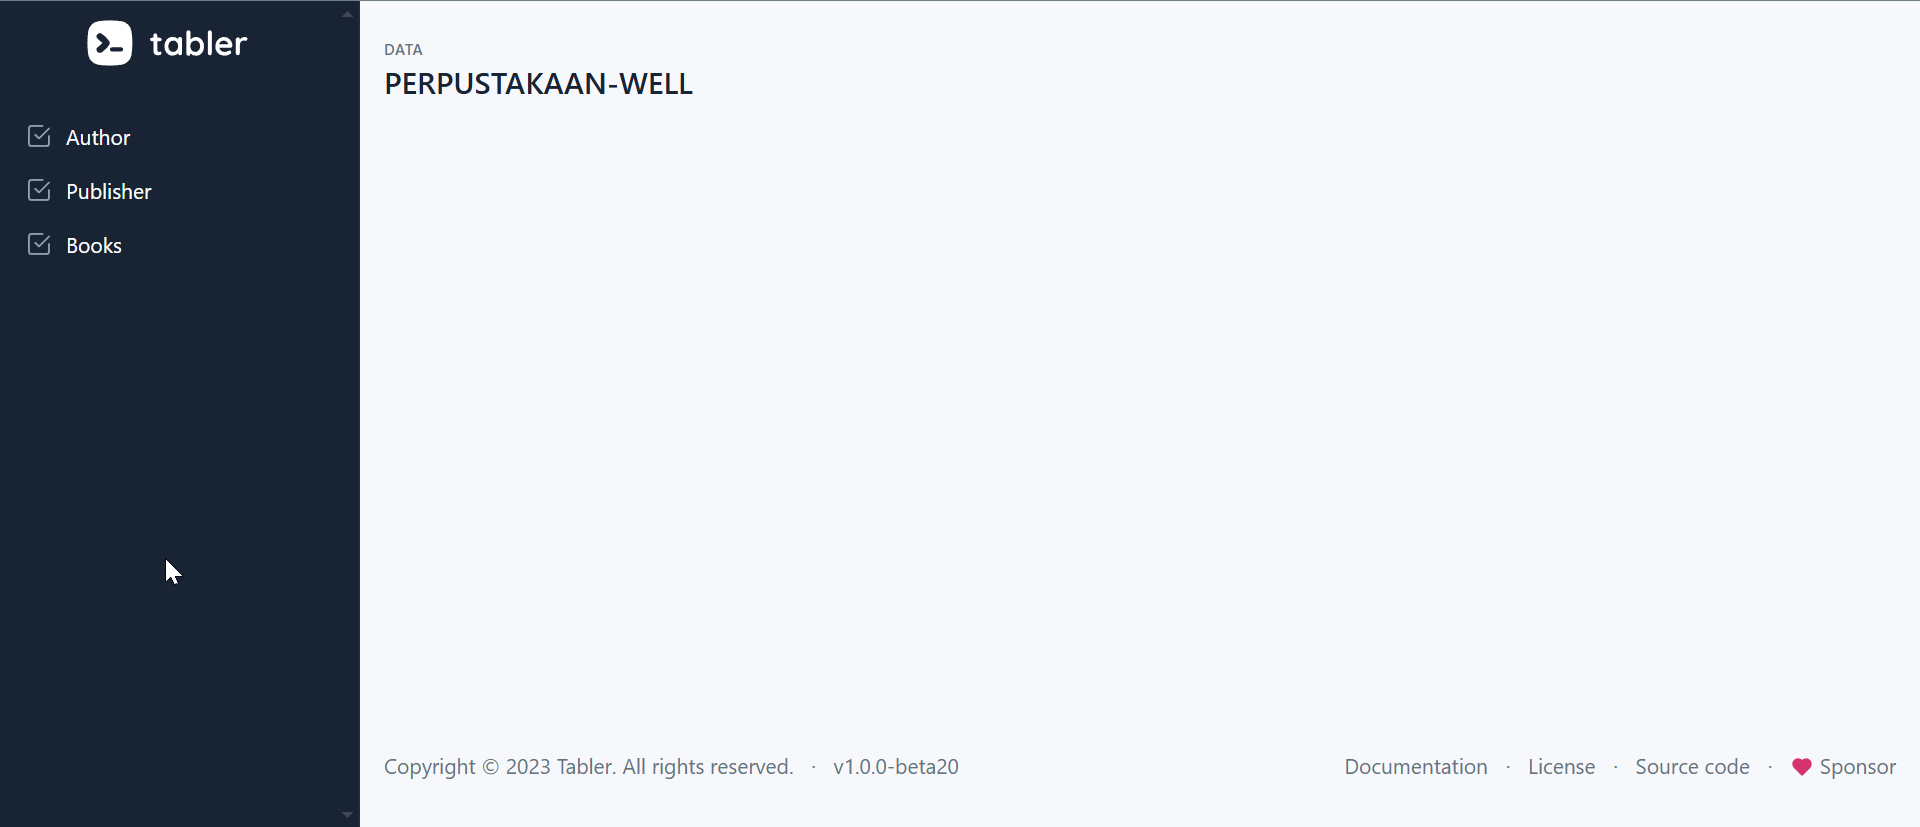 tabler
Author
Publisher
Books
DATA
PERPUSTAKAAN-WELL
Copyright © 2023 Tabler. All rights reserved. · v1.0.0-beta20
Documentation · License · Source code · Sponsor